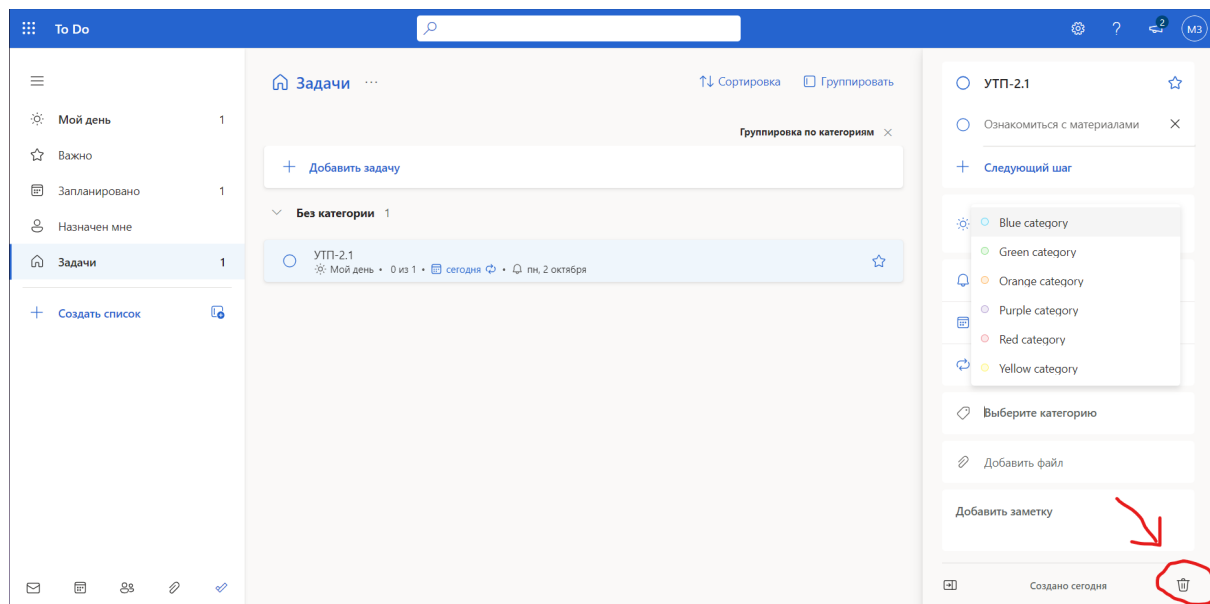 To Do
2
МЗ
Мой день 1
Важно
Запланировано 1
Назначен мне
Задачи 1
Создать список
Задачи ...
Сортировка Группировать
Группировка по категориям
Добавить задачу
Без категории 1
УТП-2.1
Мой день • 0 из 1 • сегодня • пн, 2 октября
УТП-2.1
Ознакомиться с материалами
Следующий шаг
Blue category
Green category
Orange category
Purple category
Red category
Yellow category
Выберите категорию
Добавить файл
Добавить заметку
Создано сегодня